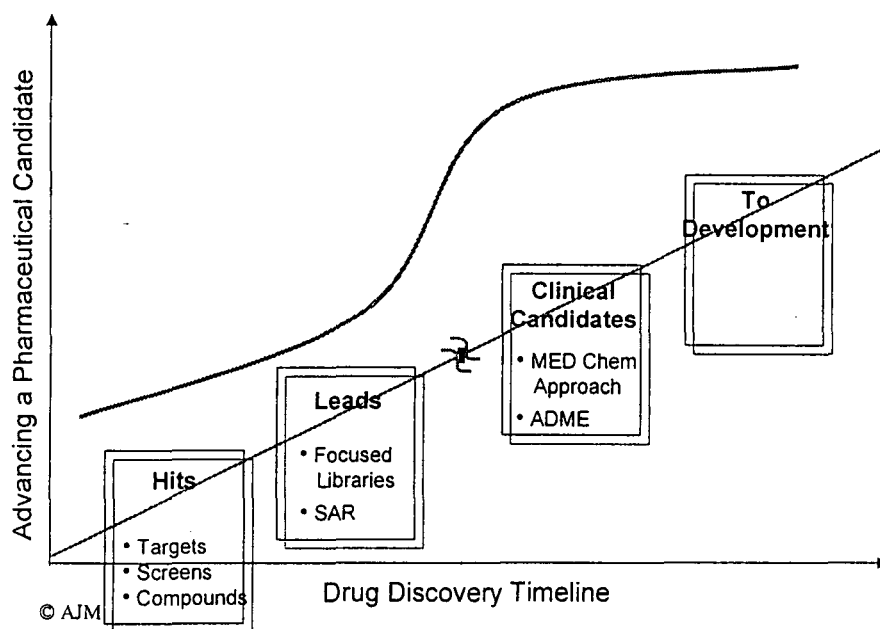 Advancing a Pharmaceutical Candidate
To
Development
Clinical
Candidates
• MED Chem
Approach
• ADME
Leads
• Focused
Libraries
• SAR
Hits
• Targets
• Screens
• Compounds
Drug Discovery Timeline
© AJM